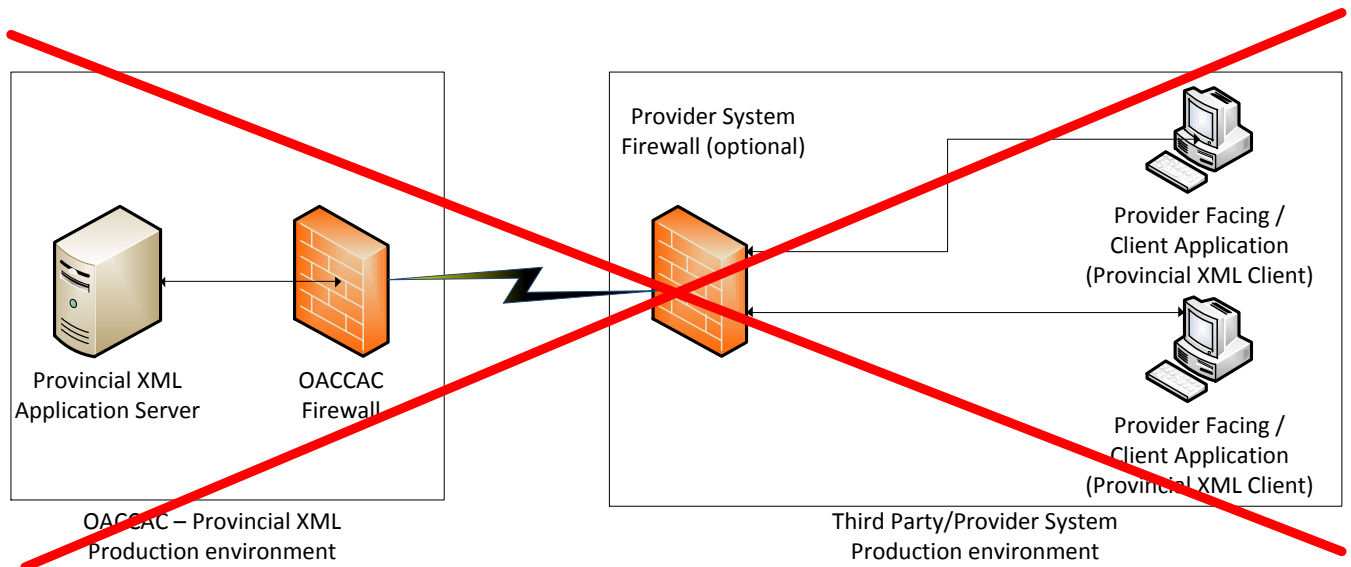 Provider System
Firewall (optional)
Provincial XML
Application Server
OACCAC
Firewall
Provider Facing /
Client Application
(Provincial XML Client)
Provider Facing /
Client Application
(Provincial XML Client)
OACCAC – Provincial XML
Production environment
Third Party/Provider System
Production environment